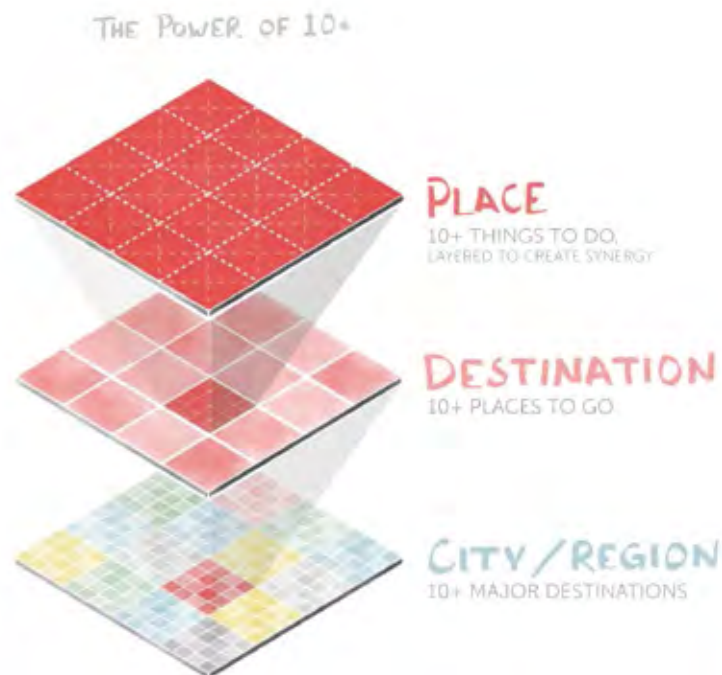 THE POWER OF 10+
PLACE
10+ THINGS TO DO,
LAYERED TO CREATE SYNERGY
DESTINATION
10+ PLACES TO GO
CITY/REGION
10+ MAJOR DESTINATIONS